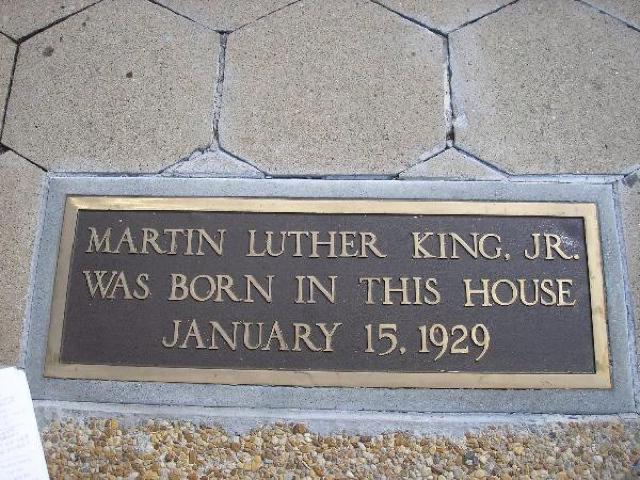 MARTIN LUTHER KING, JR.
WAS BORN IN THIS HOUSE
JANUARY 15, 1929